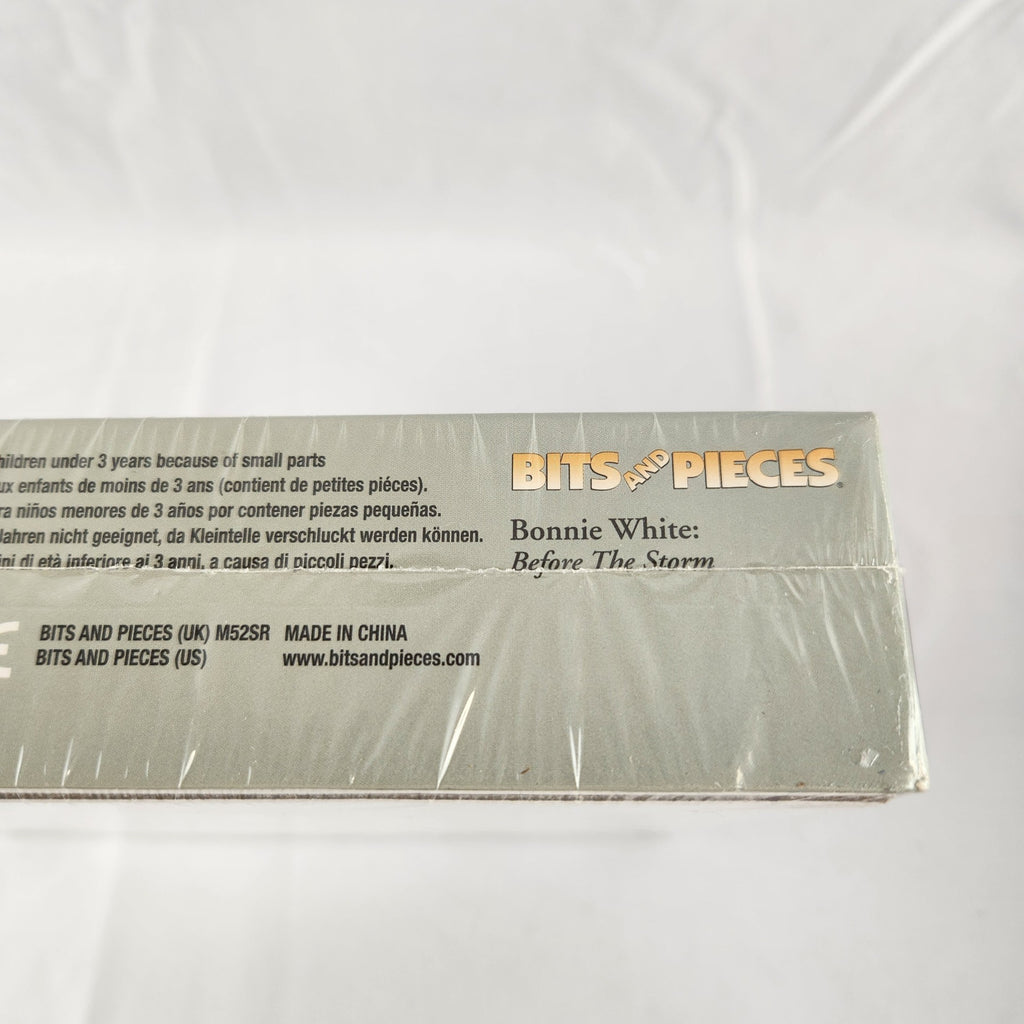 children under 3 years because of small parts
ux enfants de moins de 3 ans (contient de petites piéces).
ra niños menores de 3 años por contener piezas pequeñas.
Jahren nicht geeignet, da Kleintelle verschluckt werden können.
ini di età inferiore ai 3 anni, a causa di piccoli pezzi.
BITS AND PIECES®
Bonnie White:
Before The Storm
CE BITS AND PIECES (UK) M52SR MADE IN CHINA
BITS AND PIECES (US) www.bitsandpieces.com